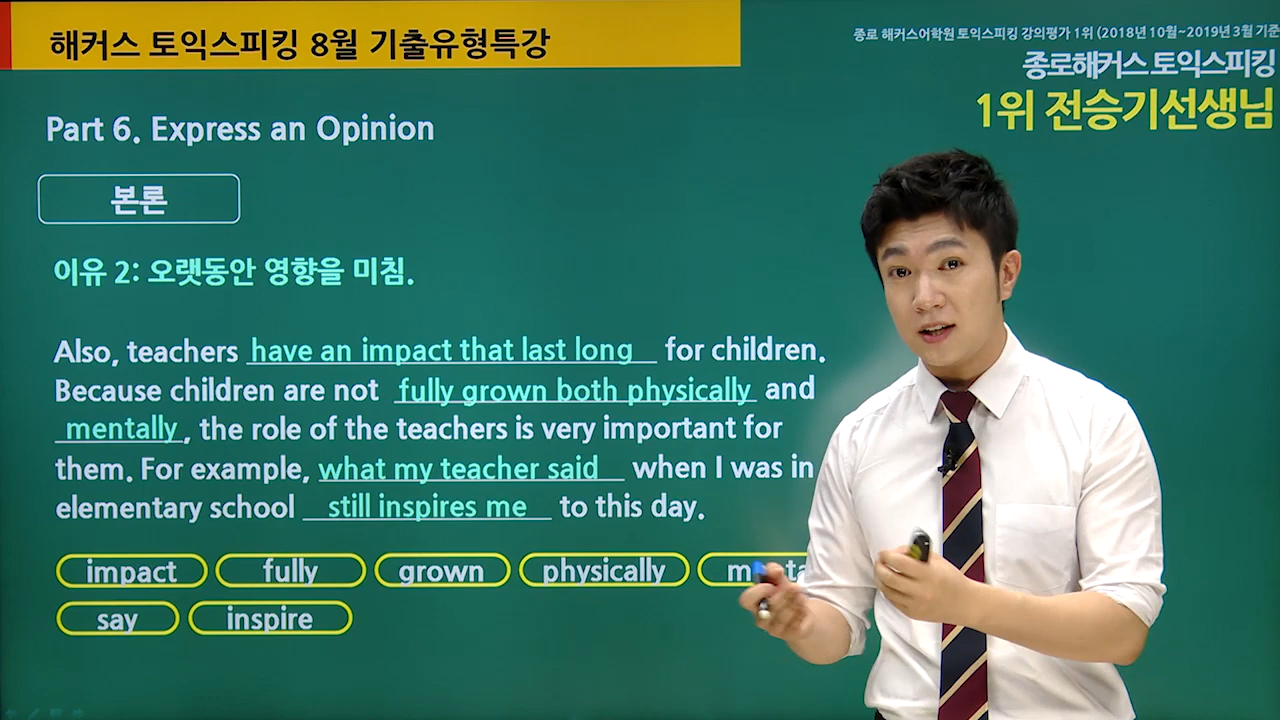 해커스 토익스피킹 8월 기출유형특강
종로 해커스어학원 토익스피킹 강의평가 1위 (2018년 10월~2019년 3월 기준
종로해커스 토익스피킹
1위 전승기선생님
Part 6. Express an Opinion
본론
이유 2: 오랫동안 영향을 미침.
Also, teachers have an impact that last long for children.
Because children are not fully grown both physically and
mentally, the role of the teachers is very important for
them. For example, what my teacher said when I was in
elementary school still inspires me to this day.
impact fully grown physically
say inspire